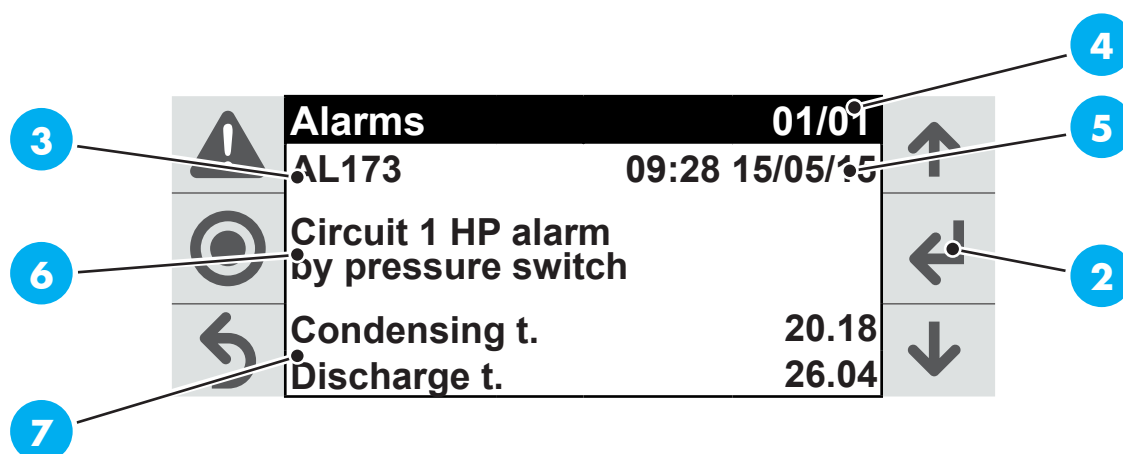 4
Alarms 01/01
5
3
AL173 09:28 15/05/15
Circuit 1 HP alarm
6
by pressure switch
2
Condensing t. 20.18
Discharge t. 26.04
7